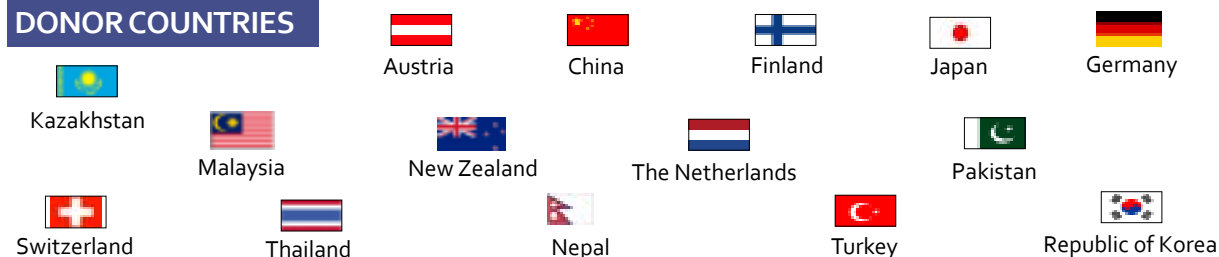 DONOR COUNTRIES
Austria
China
Finland
Japan
Germany
Kazakhstan
Malaysia
New Zealand
The Netherlands
Pakistan
Switzerland
Thailand
Nepal
Turkey
Republic of Korea